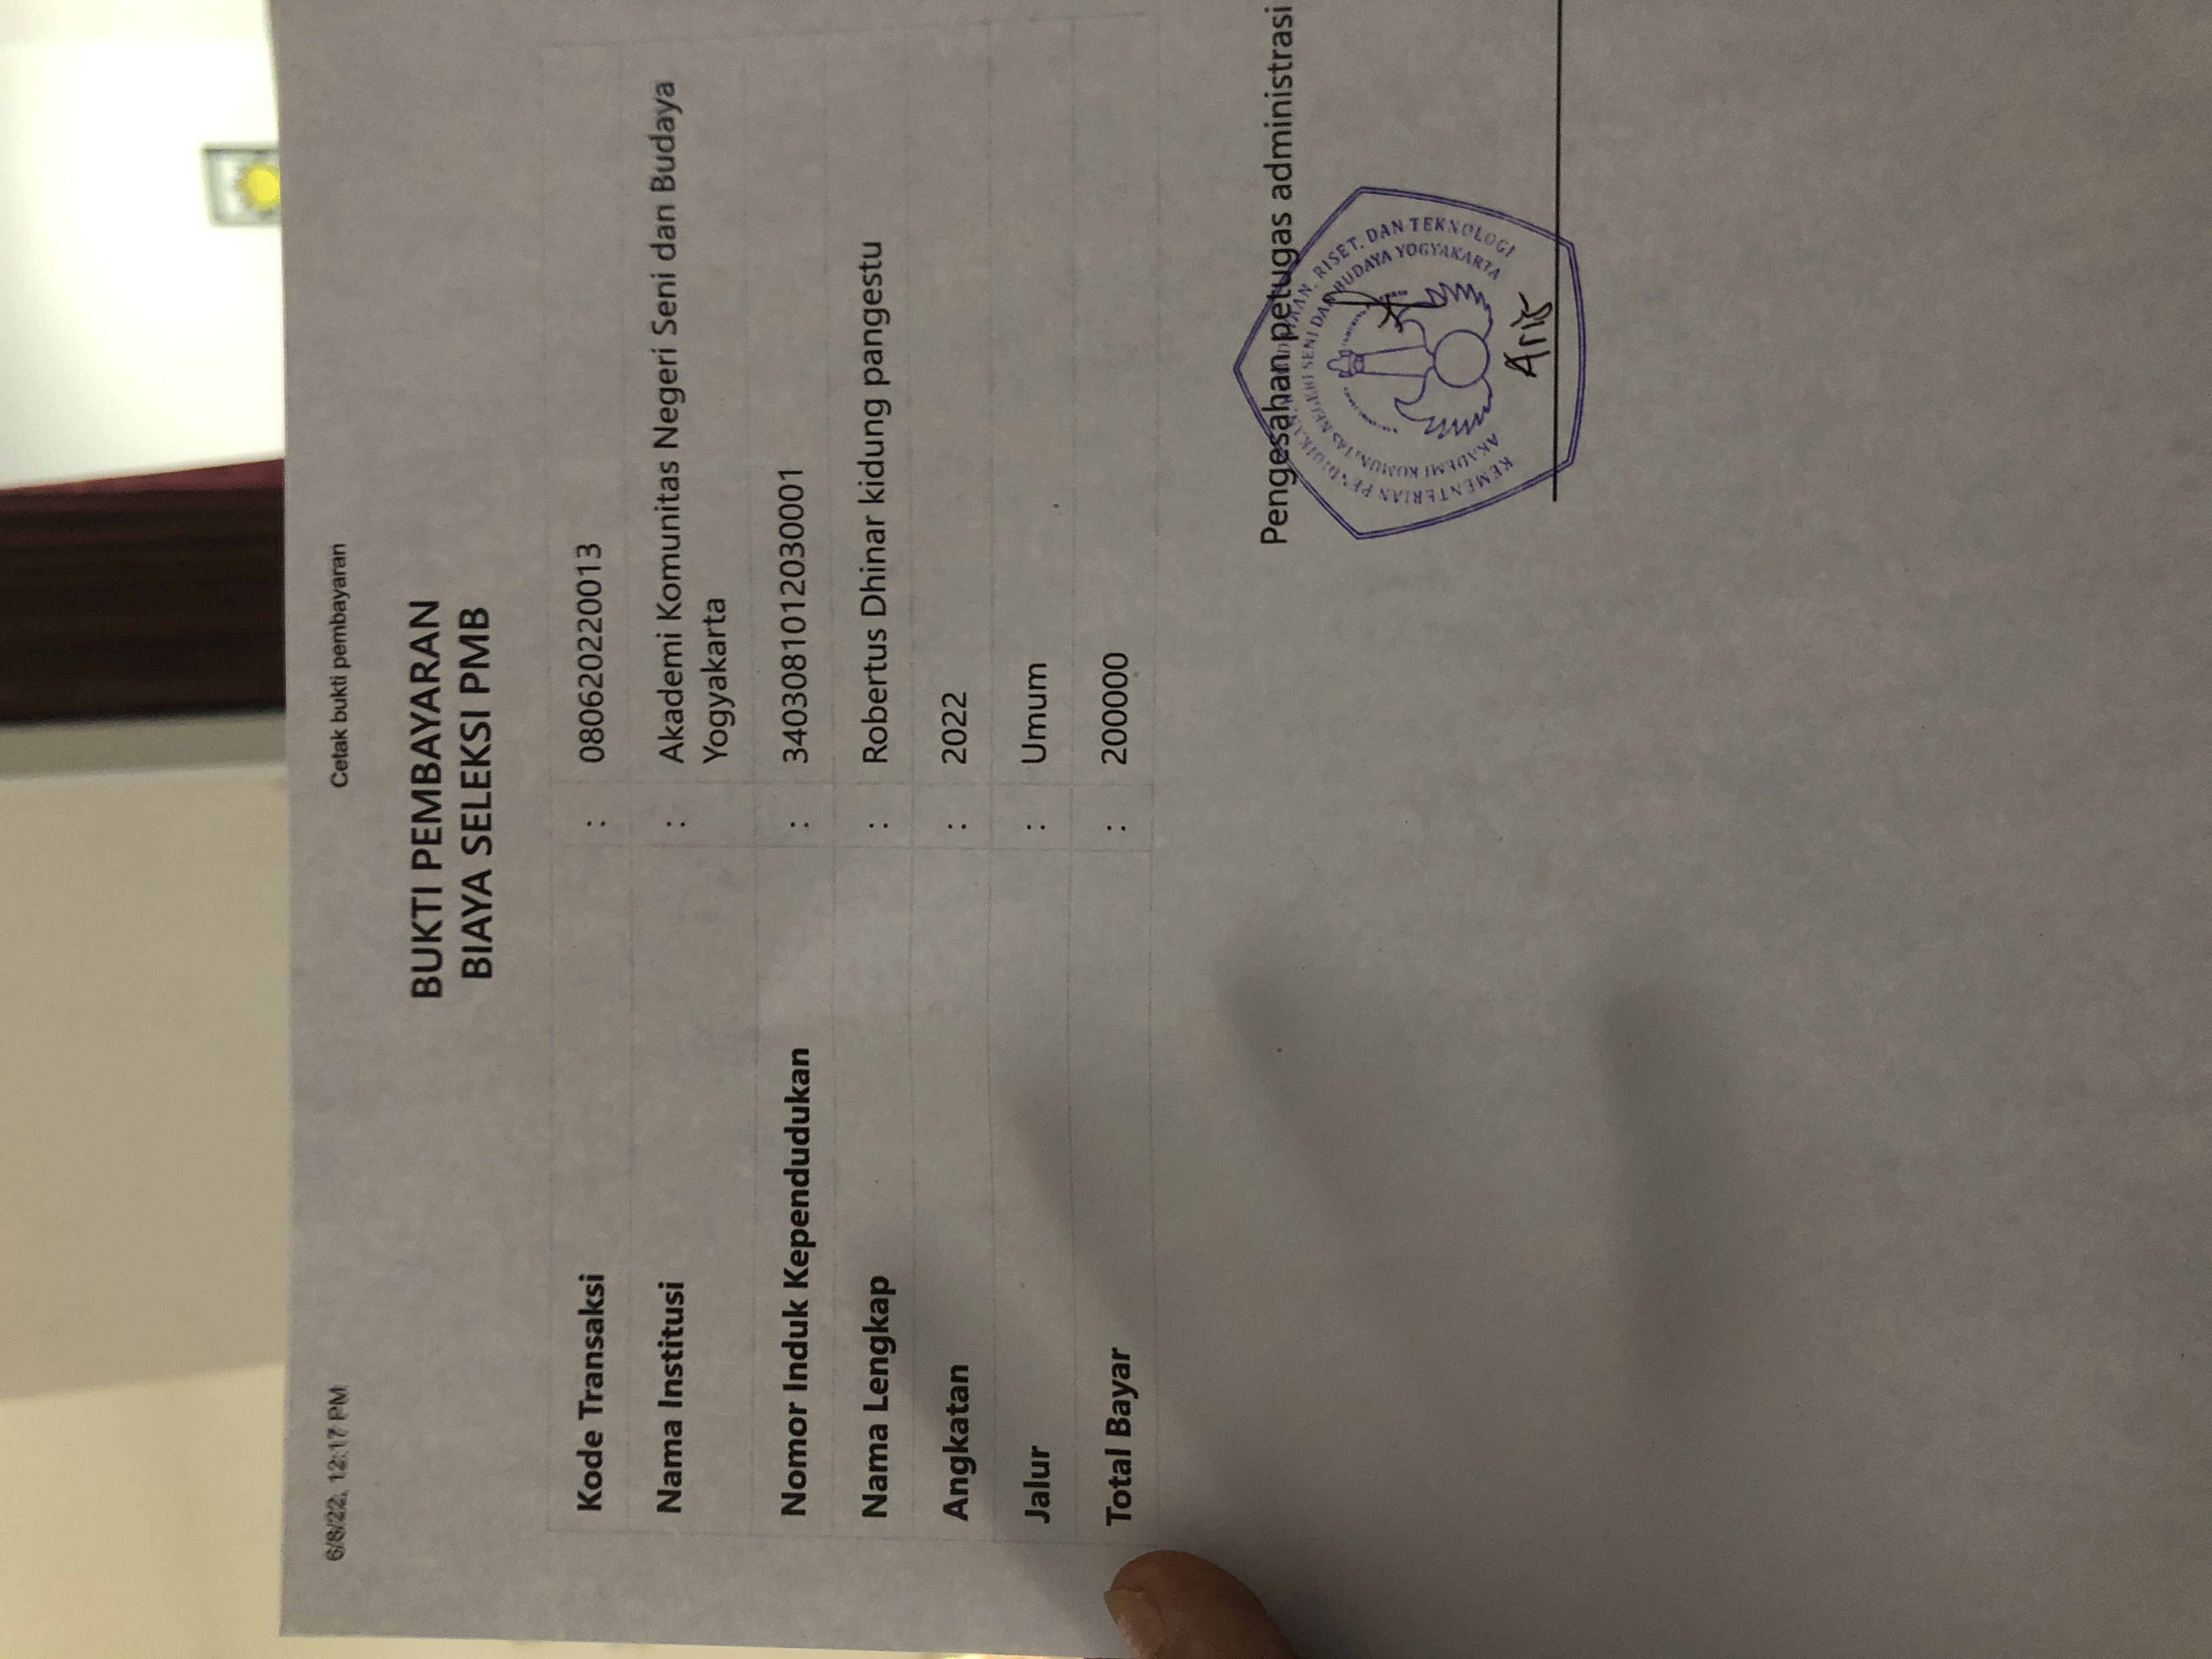 6/8/22, 12:17 PM Cetak bukti pembayaran
BUKTI PEMBAYARAN
BIAYA SELEKSI PMB
Kode Transaksi : 080620220013
Nama Institusi : Akademi Komunitas Negeri Seni dan Budaya
Yogyakarta
Nomor Induk Kependudukan : 3403081012030001
Nama Lengkap : Robertus Dhinar kidung pangestu
Angkatan : 2022
Jalur : Umum
Total Bayar : 200000
Pengesahan petugas administrasi
KEMENTERIAN PENDIDIKAN, KEBUDAYAAN, RISET, DAN TEKNOLOGI
AKADEMI KOMUNITAS NEGERI SENI DAN BUDAYA YOGYAKARTA